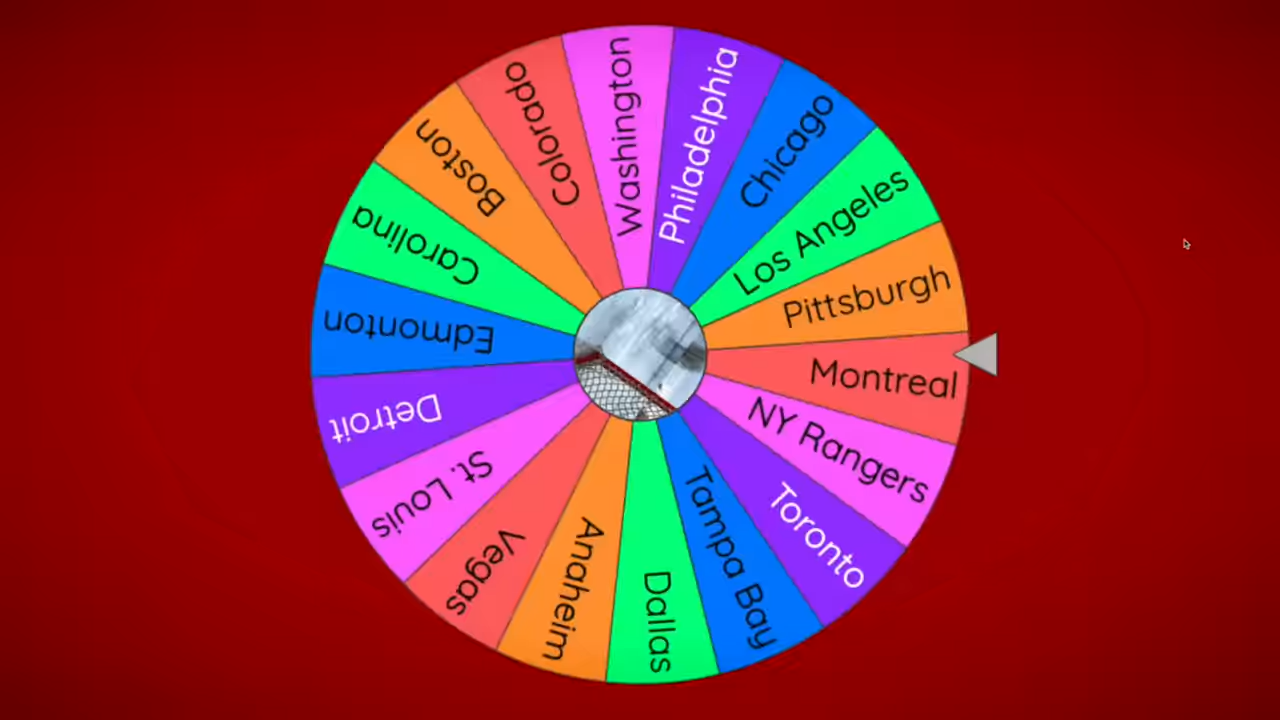 Washington
Philadelphia
Chicago
Los Angeles
Pittsburgh
Montreal
NY Rangers
Toronto
Tampa Bay
Dallas
Anaheim
Vegas
St. Louis
Detroit
Edmonton
Carolina
Boston
Colorado